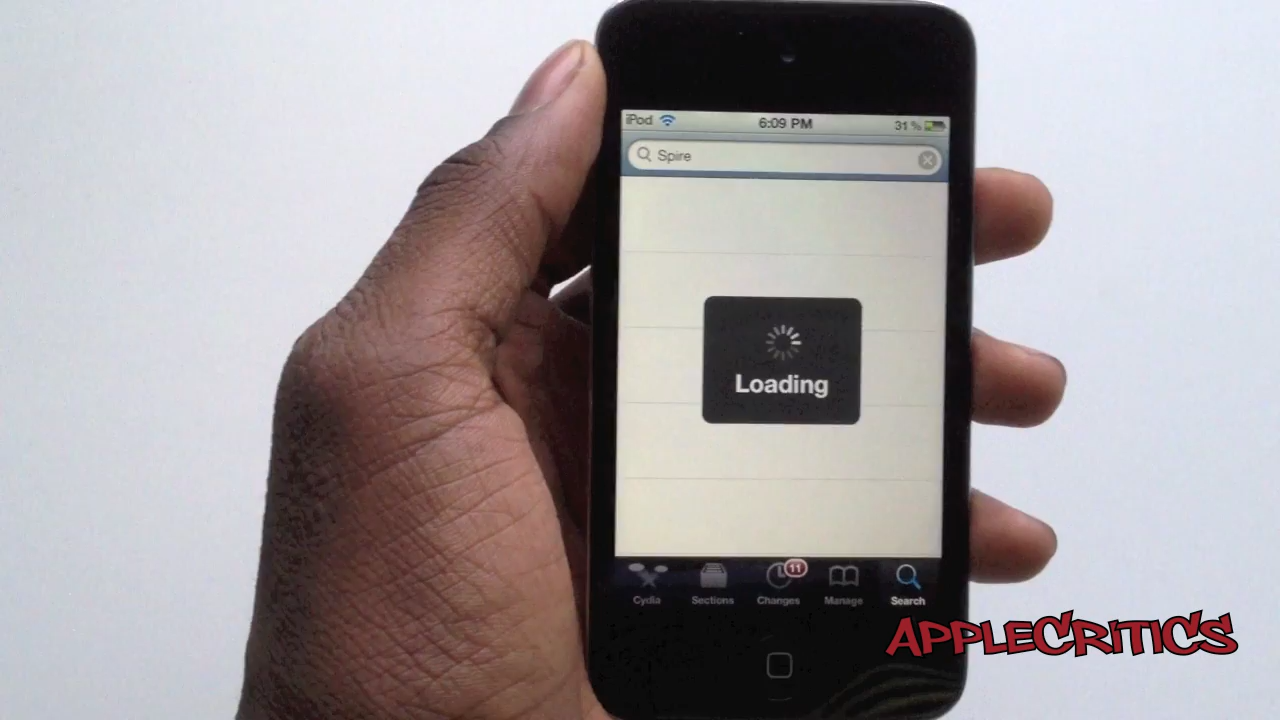 iPod 6:09 PM 31 %
Spire
Loading
11
Cydia Sections Changes Manage Search
APPLECRITICS